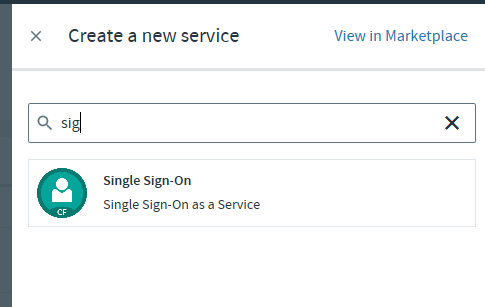 Create a new service
View in Marketplace
sig
Single Sign-On
CF
Single Sign-On as a Service